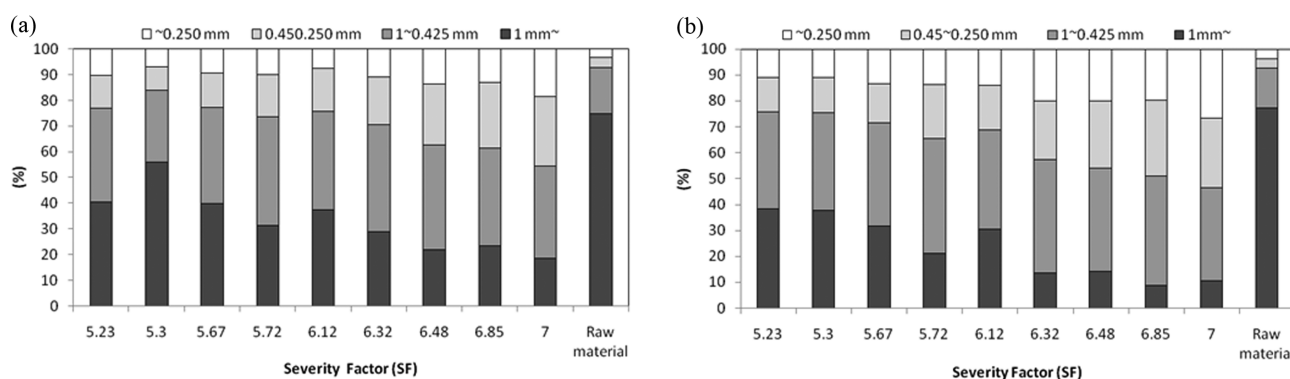 (a)
~0.250 mm 0.450.250 mm 1~0.425 mm 1 mm~
100
90
80
70
60
50
40
30
20
10
0
(%)
5.23 5.3 5.67 5.72 6.12 6.32 6.48 6.85 7 Raw
material
Severity Factor (SF)
(b)
~0.250 mm 0.45~0.250 mm 1~0.425 mm 1mm~
100
90
80
70
60
50
40
30
20
10
0
(%)
5.23 5.3 5.67 5.72 6.12 6.32 6.48 6.85 7 Raw
material
Severity Factor (SF)